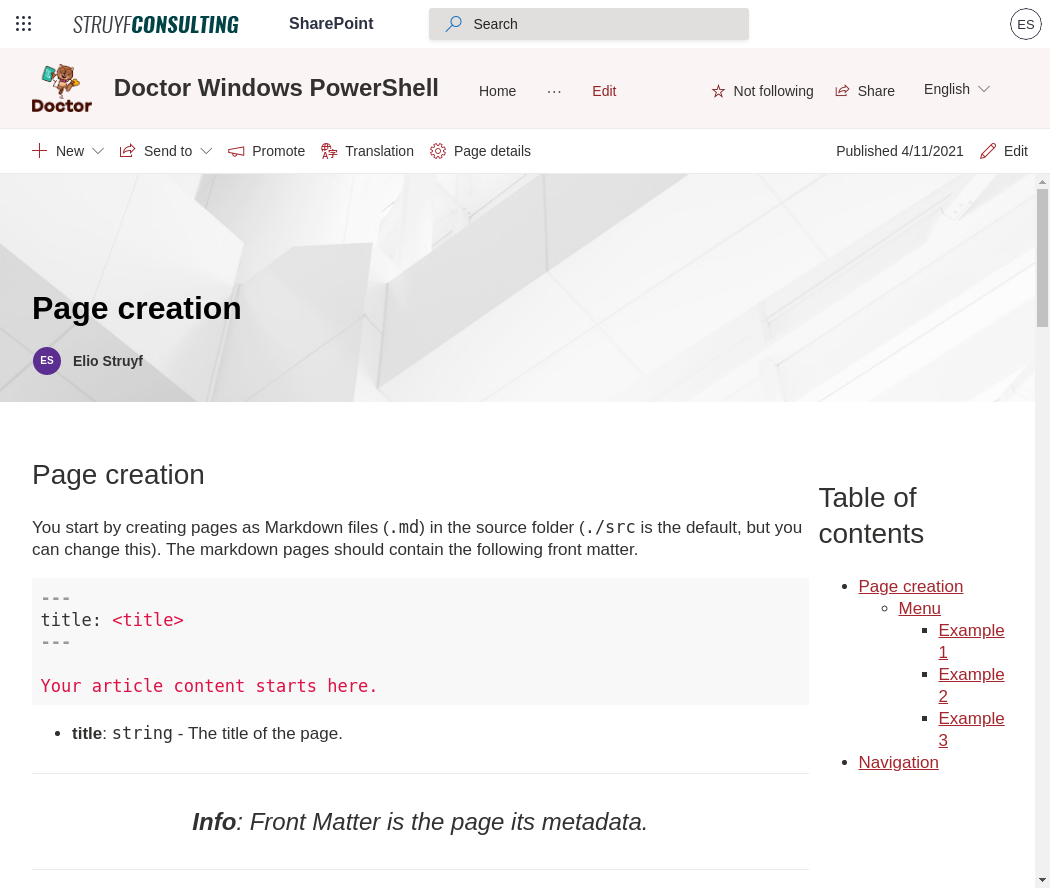 STRUYFCONSULTING SharePoint Search ES
Doctor Doctor Windows PowerShell Home ... Edit Not following Share English
New Send to Promote Translation Page details Published 4/11/2021 Edit
Page creation
ES Elio Struyf
Page creation
You start by creating pages as Markdown files (.md) in the source folder (./src is the default, but you
can change this). The markdown pages should contain the following front matter.
---
title: <title>
---
Your article content starts here.
• title: string - The title of the page.
Info: Front Matter is the page its metadata.
Table of
contents
• Page creation
◦ Menu
▪ Example
1
▪ Example
2
▪ Example
3
• Navigation